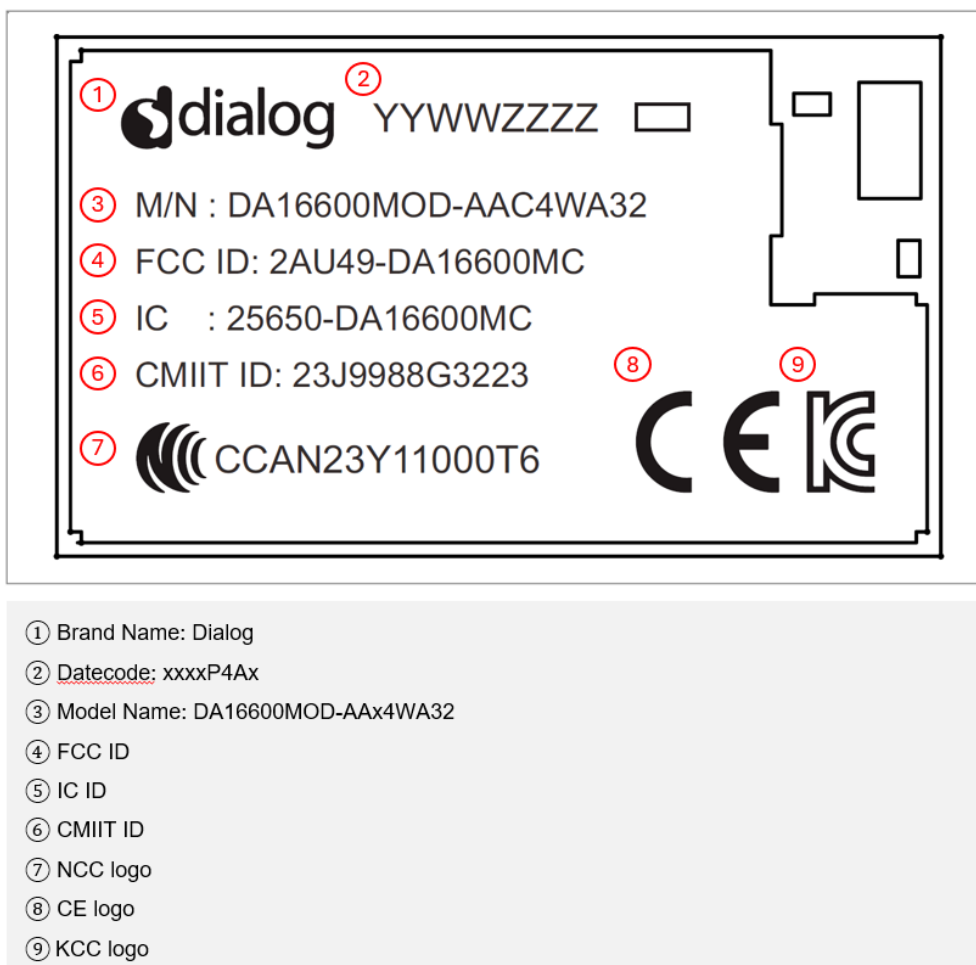 ① dialog ② YYWWZZZZ
③ M/N : DA16600MOD-AAC4WA32
④ FCC ID: 2AU49-DA16600MC
⑤ IC : 25650-DA16600MC
⑥ CMIIT ID: 23J9988G3223
⑦ CCAN23Y11000T6 ⑧ CE ⑨ KC
① Brand Name: Dialog
② Datecode: xxxxP4Ax
③ Model Name: DA16600MOD-AAx4WA32
④ FCC ID
⑤ IC ID
⑥ CMIIT ID
⑦ NCC logo
⑧ CE logo
⑨ KCC logo